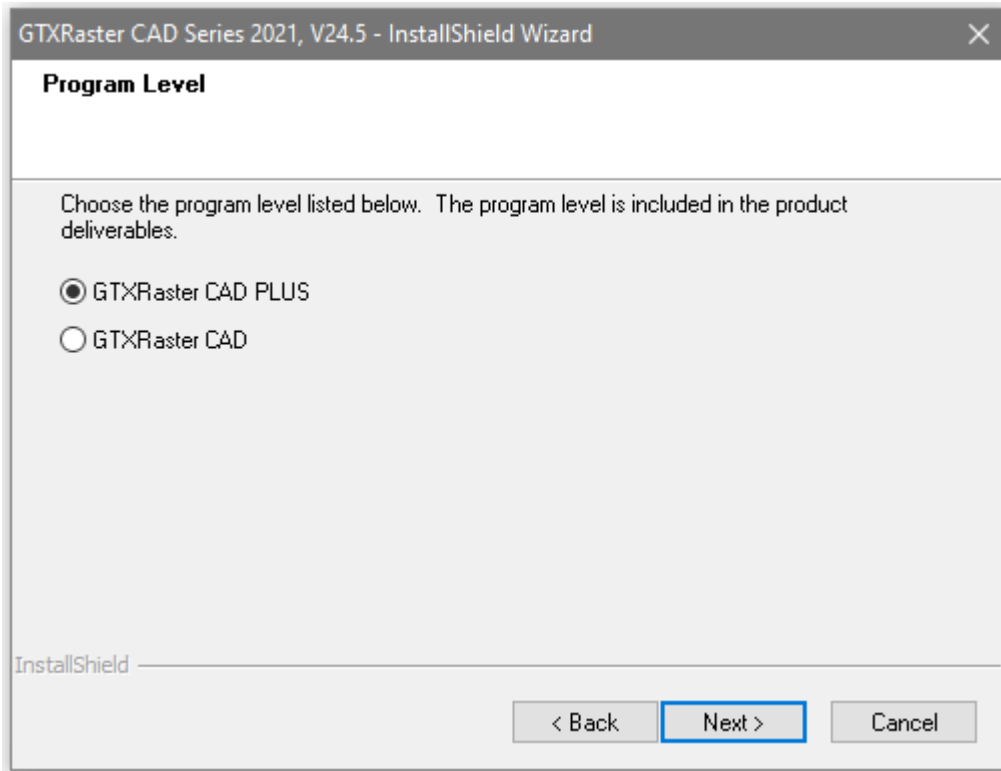 GTXRaster CAD Series 2021, V24.5 - InstallShield Wizard
Program Level
Choose the program level listed below.  The program level is included in the product
deliverables.
GTXRaster CAD PLUS
GTXRaster CAD
InstallShield
< Back
Next >
Cancel